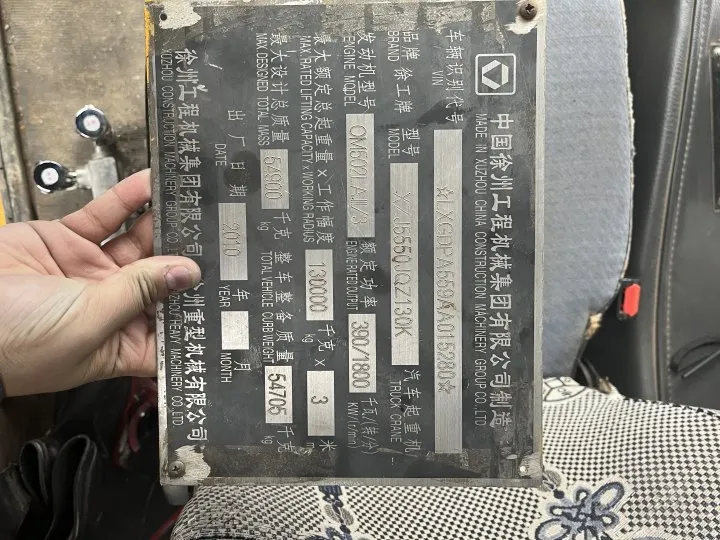 中国徐州工程机械集团有限公司制造
MADE IN XUZHOU CHINA CONSTRUCTION MACHINERY GROUP CO.,LTD
车辆识别代号 ☆LXGDPA559AA015280☆
VIN
品牌 徐工牌 型号 XZJ5550JQZ130K 汽车起重机
BRAND MODEL TRUCK CRANE
发动机型号 OM502LA.II/3 额定功率 390/1800 千瓦/(转/分)
ENGINE MODEL ENGINE RATED OUTPUT KW/(r/min)
最大额定总起重量×工作幅度 130000 千克 × 3 米
MAX. RATED LIFTING CAPACITY×WORKING RADIUS kg m
最大设计总质量 54900 千克 整车整备质量 54705 千克
MAX.DESIGNED TOTAL MASS kg TOTAL VEHICLE CURB WEIGHT kg
出厂日期 2010 年 月
DATE YEAR MONTH
徐州工程机械集团有限公司 徐州重型机械有限公司
XUZHOU CONSTRUCTION MACHINERY GROUP CO.,LTD XUZHOU HEAVY MACHINERY CO.,LTD